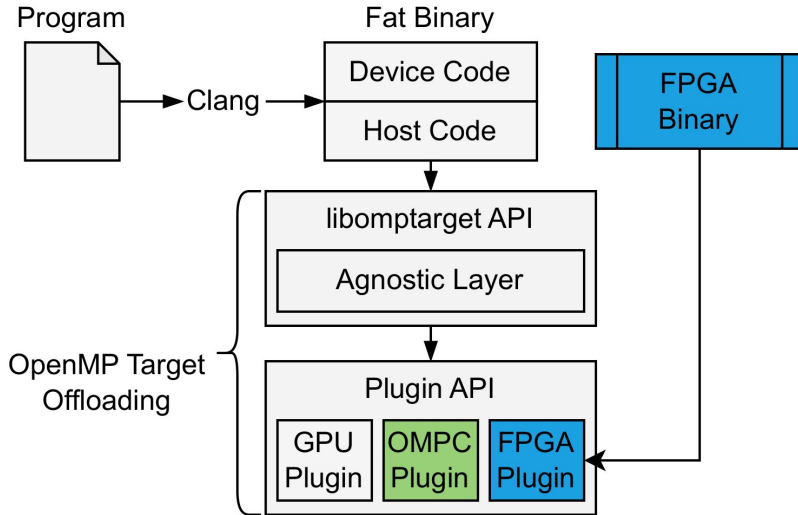 Program
Fat Binary
Device Code
Clang
Host Code
FPGA
Binary
libomptarget API
Agnostic Layer
OpenMP Target
Offloading
Plugin API
GPU
Plugin
OMPC
Plugin
FPGA
Plugin